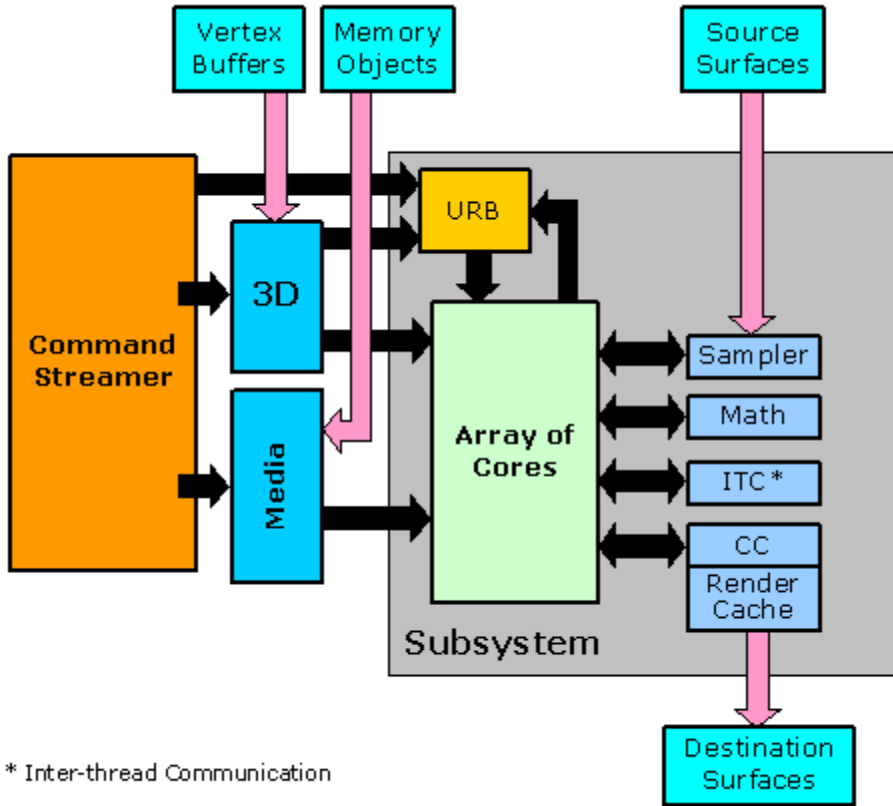 Vertex
Buffers
Memory
Objects
Source
Surfaces
URB
3D
Command
Streamer
Sampler
Math
Array of
Cores
Media
ITC *
CC
Render
Cache
Subsystem
Destination
Surfaces
* Inter-thread Communication